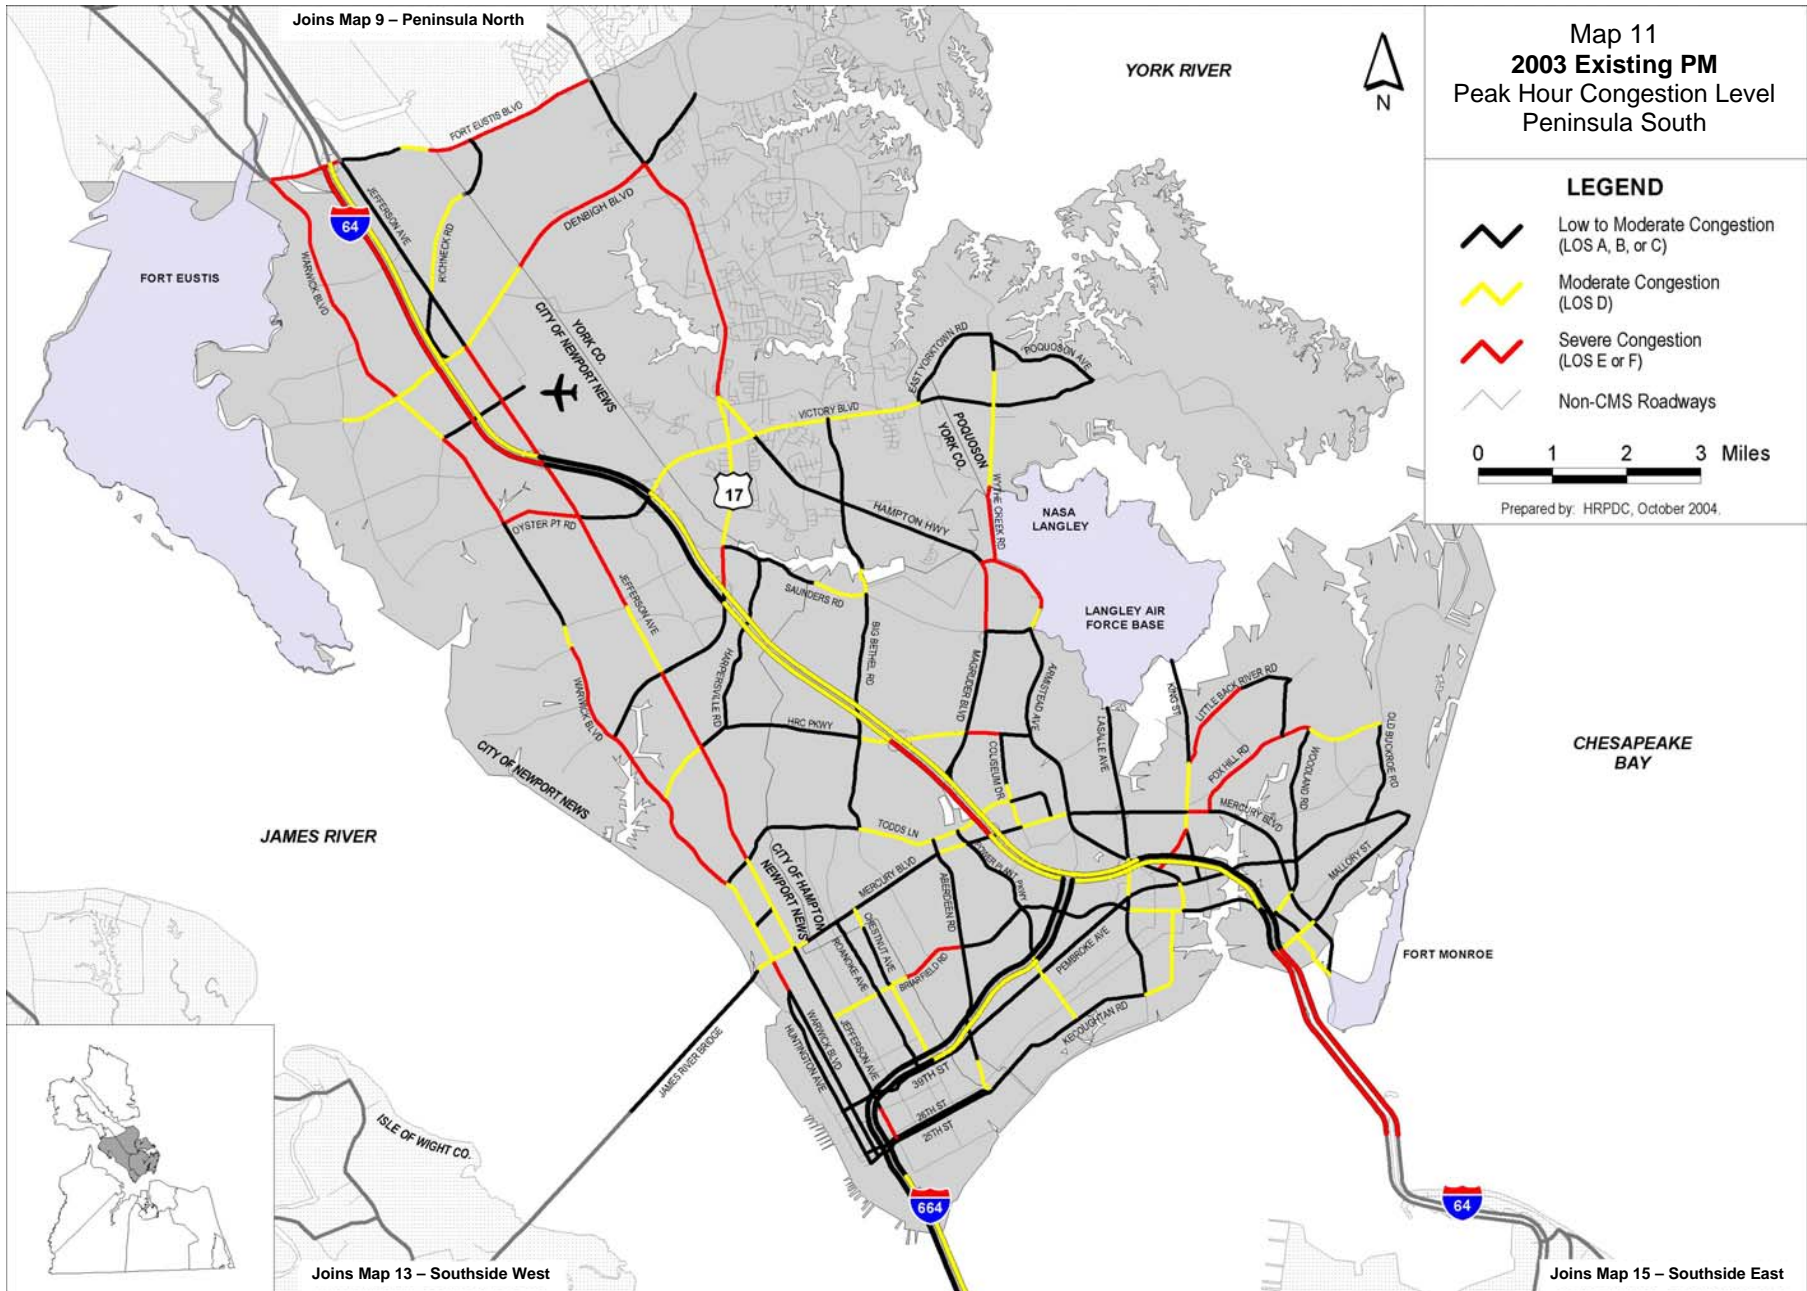 Joins Map 9 – Peninsula North
Map 11
2003 Existing PM
Peak Hour Congestion Level
Peninsula South
LEGEND
Low to Moderate Congestion
(LOS A, B, or C)
Moderate Congestion
(LOS D)
Severe Congestion
(LOS E or F)
Non-CMS Roadways
0 1 2 3 Miles
Prepared by: HRPDC, October 2004.
N
YORK RIVER
FORT EUSTIS BLVD
JEFFERSON AVE
64
RICHNECK RD
DENBIGH BLVD
WARWICK BLVD
FORT EUSTIS
YORK CO.
CITY OF NEWPORT NEWS
EAST YORKTOWN RD
POQUOSON AVE
VICTORY BLVD
POQUOSON
YORK CO.
17
WYTHE CREEK RD
NASA
LANGLEY
HAMPTON HWY
OYSTER PT RD
JEFFERSON AVE
SAUNDERS RD
LANGLEY AIR
FORCE BASE
BIG BETHEL RD
HARPERSVILLE RD
MAGRUDER BLVD
ARMISTEAD AVE
KING ST
LITTLE BACK RIVER RD
WARWICK BLVD
HRC PKWY
COLISEUM DR
LASALLE AVE
FOX HILL RD
WOODLAND RD
OLD BUCKROE RD
CHESAPEAKE
BAY
CITY OF NEWPORT NEWS
JAMES RIVER
TODDS LN
MERCURY BLVD
MERCURY BLVD
MALLORY ST
CITY OF HAMPTON
NEWPORT NEWS
POWER PLANT PKWY
ABERDEEN RD
CHESTNUT AVE
ROANOKE AVE
BRIARFIELD RD
PEMBROKE AVE
FORT MONROE
KECOUGHTAN RD
JEFFERSON AVE
WARWICK BLVD
HUNTINGTON AVE
JAMES RIVER BRIDGE
39TH ST
26TH ST
25TH ST
ISLE OF WIGHT CO.
664
64
Joins Map 13 – Southside West
Joins Map 15 – Southside East